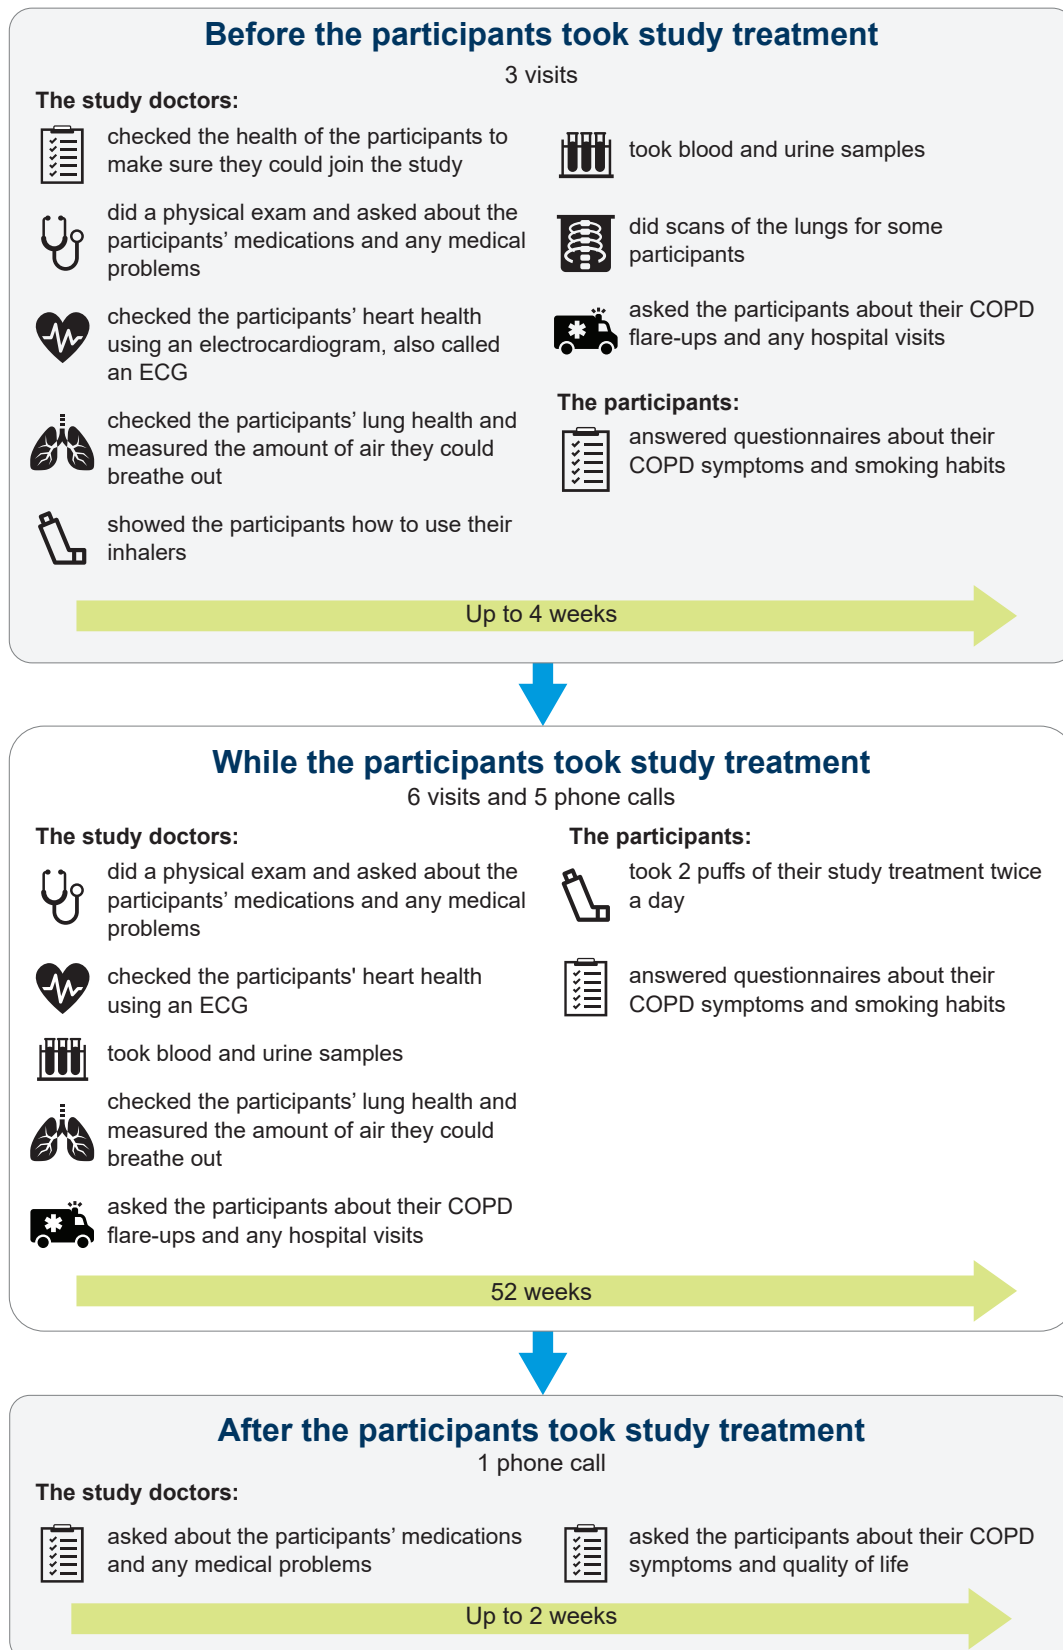 Before the participants took study treatment
3 visits
The study doctors:
checked the health of the participants to
make sure they could join the study
did a physical exam and asked about the
participants’ medications and any medical
problems
checked the participants’ heart health
using an electrocardiogram, also called
an ECG
checked the participants’ lung health and
measured the amount of air they could
breathe out
showed the participants how to use their
inhalers
took blood and urine samples
did scans of the lungs for some
participants
asked the participants about their COPD
flare-ups and any hospital visits
The participants:
answered questionnaires about their
COPD symptoms and smoking habits
Up to 4 weeks
While the participants took study treatment
6 visits and 5 phone calls
The study doctors:
did a physical exam and asked about the
participants’ medications and any medical
problems
checked the participants' heart health
using an ECG
took blood and urine samples
checked the participants’ lung health and
measured the amount of air they could
breathe out
asked the participants about their COPD
flare-ups and any hospital visits
The participants:
took 2 puffs of their study treatment twice
a day
answered questionnaires about their
COPD symptoms and smoking habits
52 weeks
After the participants took study treatment
1 phone call
The study doctors:
asked about the participants’ medications
and any medical problems
asked the participants about their COPD
symptoms and quality of life
Up to 2 weeks